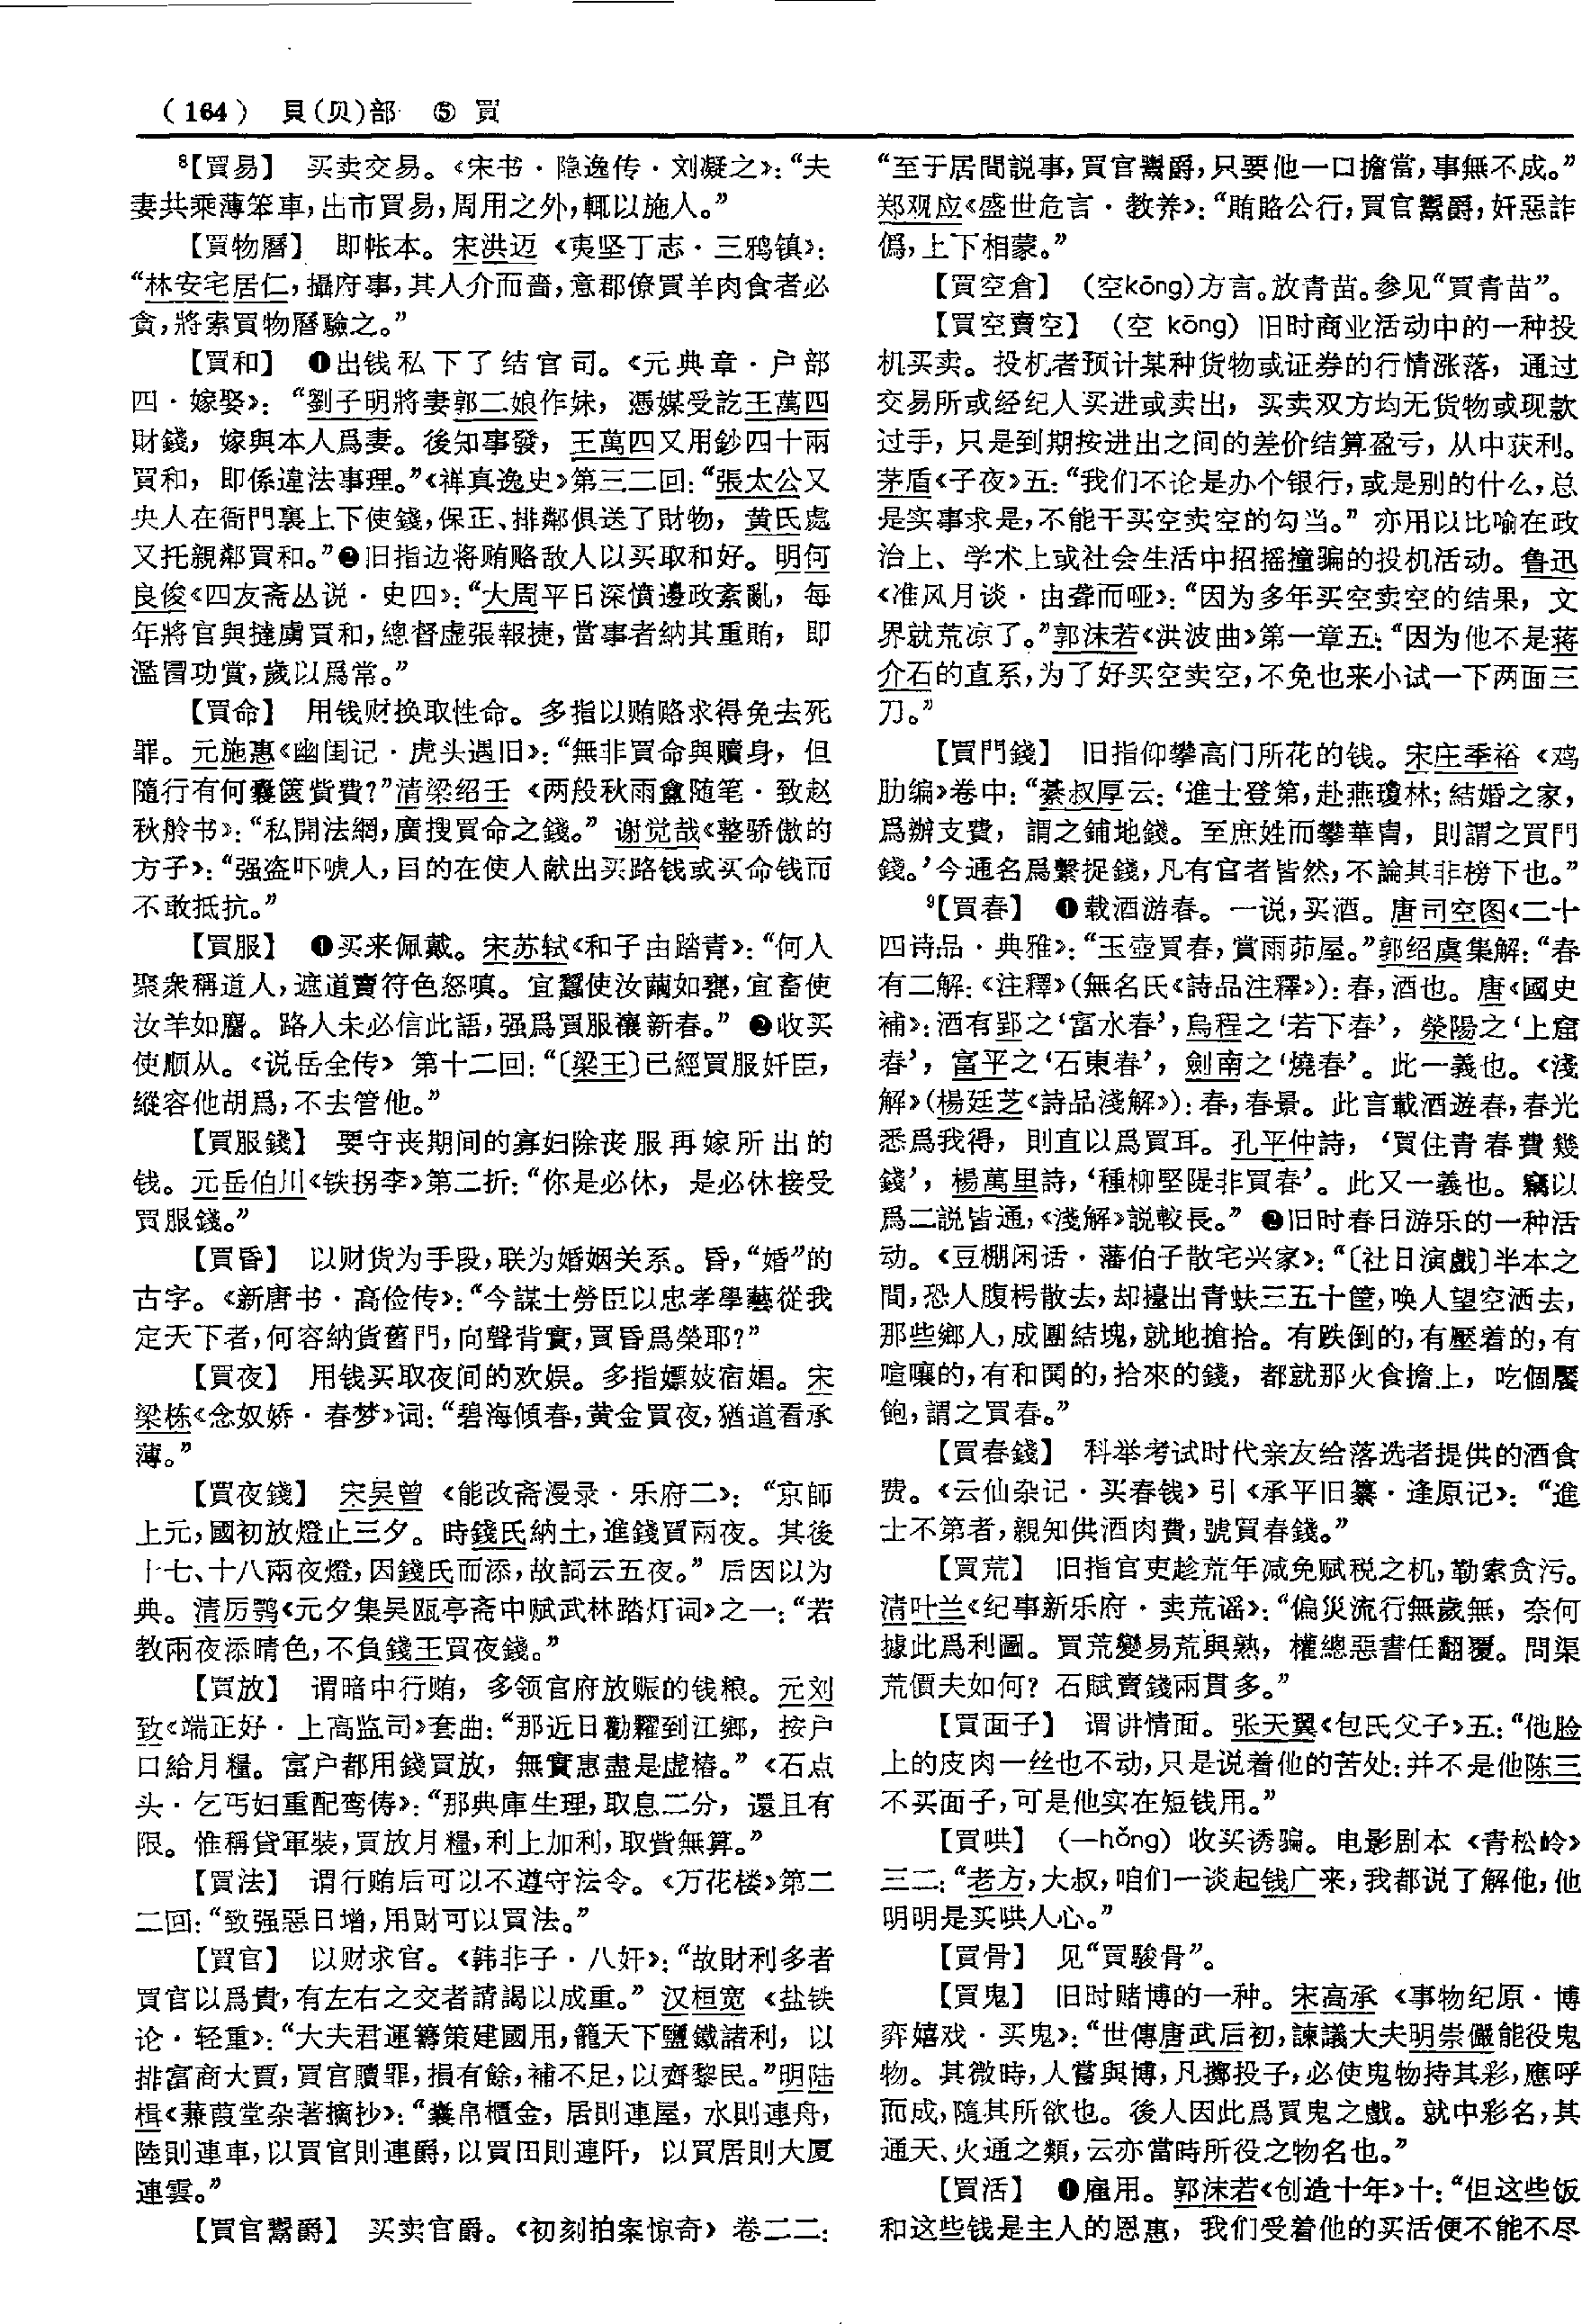 （164） 貝(贝)部 ⑤ 買
⁸【買易】 买卖交易。《宋书·隐逸传·刘凝之》：“夫
妻共乘薄笨車，出市買易，周用之外，輒以施人。”
【買物曆】 即帐本。宋洪迈《夷坚丁志·三鸦镇》：
“林安宅居仁，攝府事，其人介而嗇，意郡僚買羊肉食者必
貪，將索買物曆驗之。”
【買和】 ❶出钱私下了结官司。《元典章·户部
四·嫁娶》：“劉子明將妻郭二娘作妹，憑媒受訖王萬四
財錢，嫁與本人爲妻。後知事發，王萬四又用鈔四十兩
買和，即係違法事理。”《禅真逸史》第三二回：“張太公又
央人在衙門裏上下使錢，保正、排鄰俱送了財物，黄氏處
又托親鄰買和。”❷旧指边将贿赂敌人以买取和好。明何
良俊《四友斋丛说·史四》：“大周平日深憤邊政紊亂，每
年將官與撻虜買和，總督虚張報捷，當事者納其重賄，即
濫冒功賞，歲以爲常。”
【買命】 用钱财换取性命。多指以贿赂求得免去死
罪。元施惠《幽闺记·虎头遇旧》：“無非買命與贖身，但
隨行有何囊篋貲費？”清梁绍壬《两般秋雨盦随笔·致赵
秋舲书》：“私開法網，廣搜買命之錢。”谢觉哉《整骄傲的
方子》：“强盗吓唬人，目的在使人献出买路钱或买命钱而
不敢抵抗。”
【買服】 ❶买来佩戴。宋苏轼《和子由踏青》：“何人
聚衆稱道人，遮道賣符色怒嗔。宜蠶使汝繭如甕，宜畜使
汝羊如麕。路人未必信此語，强爲買服禳新春。”❷收买
使顺从。《说岳全传》第十二回：“〔梁王〕已經買服奸臣，
縱容他胡爲，不去管他。”
【買服錢】 要守丧期间的寡妇除丧服再嫁所出的
钱。元岳伯川《铁拐李》第二折：“你是必休，是必休接受
買服錢。”
【買昏】 以财货为手段，联为婚姻关系。昏，“婚”的
古字。《新唐书·高俭传》：“今謀士勞臣以忠孝學藝從我
定天下者，何容納貨舊門，向聲背實，買昏爲榮耶？”
【買夜】 用钱买取夜间的欢娱。多指嫖妓宿娼。宋
梁栋《念奴娇·春梦》词：“碧海傾春，黄金買夜，猶道看承
薄。”
【買夜錢】 宋吴曾《能改斋漫录·乐府二》：“京師
上元，國初放燈止三夕。時錢氏納土，進錢買兩夜。其後
十七、十八兩夜燈，因錢氏而添，故詞云五夜。”后因以为
典。清厉鹗《元夕集吴瓯亭斋中赋武林踏灯词》之一：“若
教兩夜添晴色，不負錢王買夜錢。”
【買放】 谓暗中行贿，多领官府放赈的钱粮。元刘
致《端正好·上高监司》套曲：“那近日勸糶到江鄉，按户
口給月糧。富户都用錢買放，無實惠盡是虚樁。”《石点
头·乞丐妇重配鸾俦》：“那典庫生理，取息二分，還且有
限。惟稱貸軍裝，買放月糧，利上加利，取貲無算。”
【買法】 谓行贿后可以不遵守法令。《万花楼》第二
二回：“致强惡日增，用財可以買法。”
【買官】 以财求官。《韩非子·八奸》：“故財利多者
買官以爲貴，有左右之交者請謁以成重。”汉桓宽《盐铁
论·轻重》：“大夫君運籌策建國用，籠天下鹽鐵諸利，以
排富商大賈，買官贖罪，損有餘，補不足，以齊黎民。”明陆
楫《蒹葭堂杂著摘抄》：“囊帛櫃金，居則連屋，水則連舟，
陸則連車，以買官則連爵，以買田則連阡，以買居則大厦
連雲。”
【買官鬻爵】 买卖官爵。《初刻拍案惊奇》卷二二：
“至于居間説事，買官鬻爵，只要他一口擔當，事無不成。”
郑观应《盛世危言·教养》：“賄賂公行，買官鬻爵，奸惡詐
僞，上下相蒙。”
【買空倉】 （空kōng）方言。放青苗。参见“買青苗”。
【買空賣空】 （空 kōng）旧时商业活动中的一种投
机买卖。投机者预计某种货物或证券的行情涨落，通过
交易所或经纪人买进或卖出，买卖双方均无货物或现款
过手，只是到期按进出之间的差价结算盈亏，从中获利。
茅盾《子夜》五：“我们不论是办个银行，或是别的什么，总
是实事求是，不能干买空卖空的勾当。”亦用以比喻在政
治上、学术上或社会生活中招摇撞骗的投机活动。鲁迅
《准风月谈·由聋而哑》：“因为多年买空卖空的结果，文
界就荒凉了。”郭沫若《洪波曲》第一章五：“因为他不是蒋
介石的直系，为了好买空卖空，不免也来小试一下两面三
刀。”
【買門錢】 旧指仰攀高门所花的钱。宋庄季裕《鸡
肋编》卷中：“綦叔厚云：‘進士登第，赴燕瓊林；結婚之家，
爲辦支費，謂之鋪地錢。至庶姓而攀華胄，則謂之買門
錢。’今通名爲繫捉錢，凡有官者皆然，不論其非榜下也。”
⁹【買春】 ❶载酒游春。一说，买酒。唐司空图《二十
四诗品·典雅》：“玉壺買春，賞雨茆屋。”郭绍虞集解：“春
有二解：《注釋》（無名氏《詩品注釋》）：春，酒也。唐《國史
補》：酒有郢之‘富水春’，烏程之‘若下春’，滎陽之‘上窟
春’，富平之‘石東春’，劍南之‘燒春’。此一義也。《淺
解》（楊廷芝《詩品淺解》）：春，春景。此言載酒遊春，春光
悉爲我得，則直以爲買耳。孔平仲詩，‘買住青春費幾
錢’，楊萬里詩，‘種柳堅隄非買春’。此又一義也。竊以
爲二説皆通，《淺解》説較長。”❷旧时春日游乐的一种活
动。《豆棚闲话·藩伯子散宅兴家》：“〔社日演戲〕半本之
間，恐人腹枵散去，却擡出青蚨三五十筐，唤人望空洒去，
那些鄉人，成團結塊，就地搶拾。有跌倒的，有壓着的，有
喧嚷的，有和鬨的，拾來的錢，都就那火食擔上，吃個饜
飽，謂之買春。”
【買春錢】 科举考试时代亲友给落选者提供的酒食
费。《云仙杂记·买春钱》引《承平旧纂·逢原记》：“進
士不第者，親知供酒肉費，號買春錢。”
【買荒】 旧指官吏趁荒年减免赋税之机，勒索贪污。
清叶兰《纪事新乐府·卖荒谣》：“偏災流行無歲無，奈何
據此爲利圖。買荒變易荒與熟，權總惡書任翻覆。問渠
荒價夫如何？石賦賣錢兩貫多。”
【買面子】 谓讲情面。张天翼《包氏父子》五：“他脸
上的皮肉一丝也不动，只是说着他的苦处：并不是他陈三
不买面子，可是他实在短钱用。”
【買哄】 （—hǒng）收买诱骗。电影剧本《青松岭》
三二：“老方，大叔，咱们一谈起钱广来，我都说了解他，他
明明是买哄人心。”
【買骨】 见“買駿骨”。
【買鬼】 旧时赌博的一种。宋高承《事物纪原·博
弈嬉戏·买鬼》：“世傳唐武后初，諫議大夫明崇儼能役鬼
物。其微時，人嘗與博，凡擲投子，必使鬼物持其彩，應呼
而成，隨其所欲也。後人因此爲買鬼之戲。就中彩名，其
通天、火通之類，云亦當時所役之物名也。”
【買活】 ❶雇用。郭沫若《创造十年》十：“但这些饭
和这些钱是主人的恩惠，我们受着他的买活便不能不尽